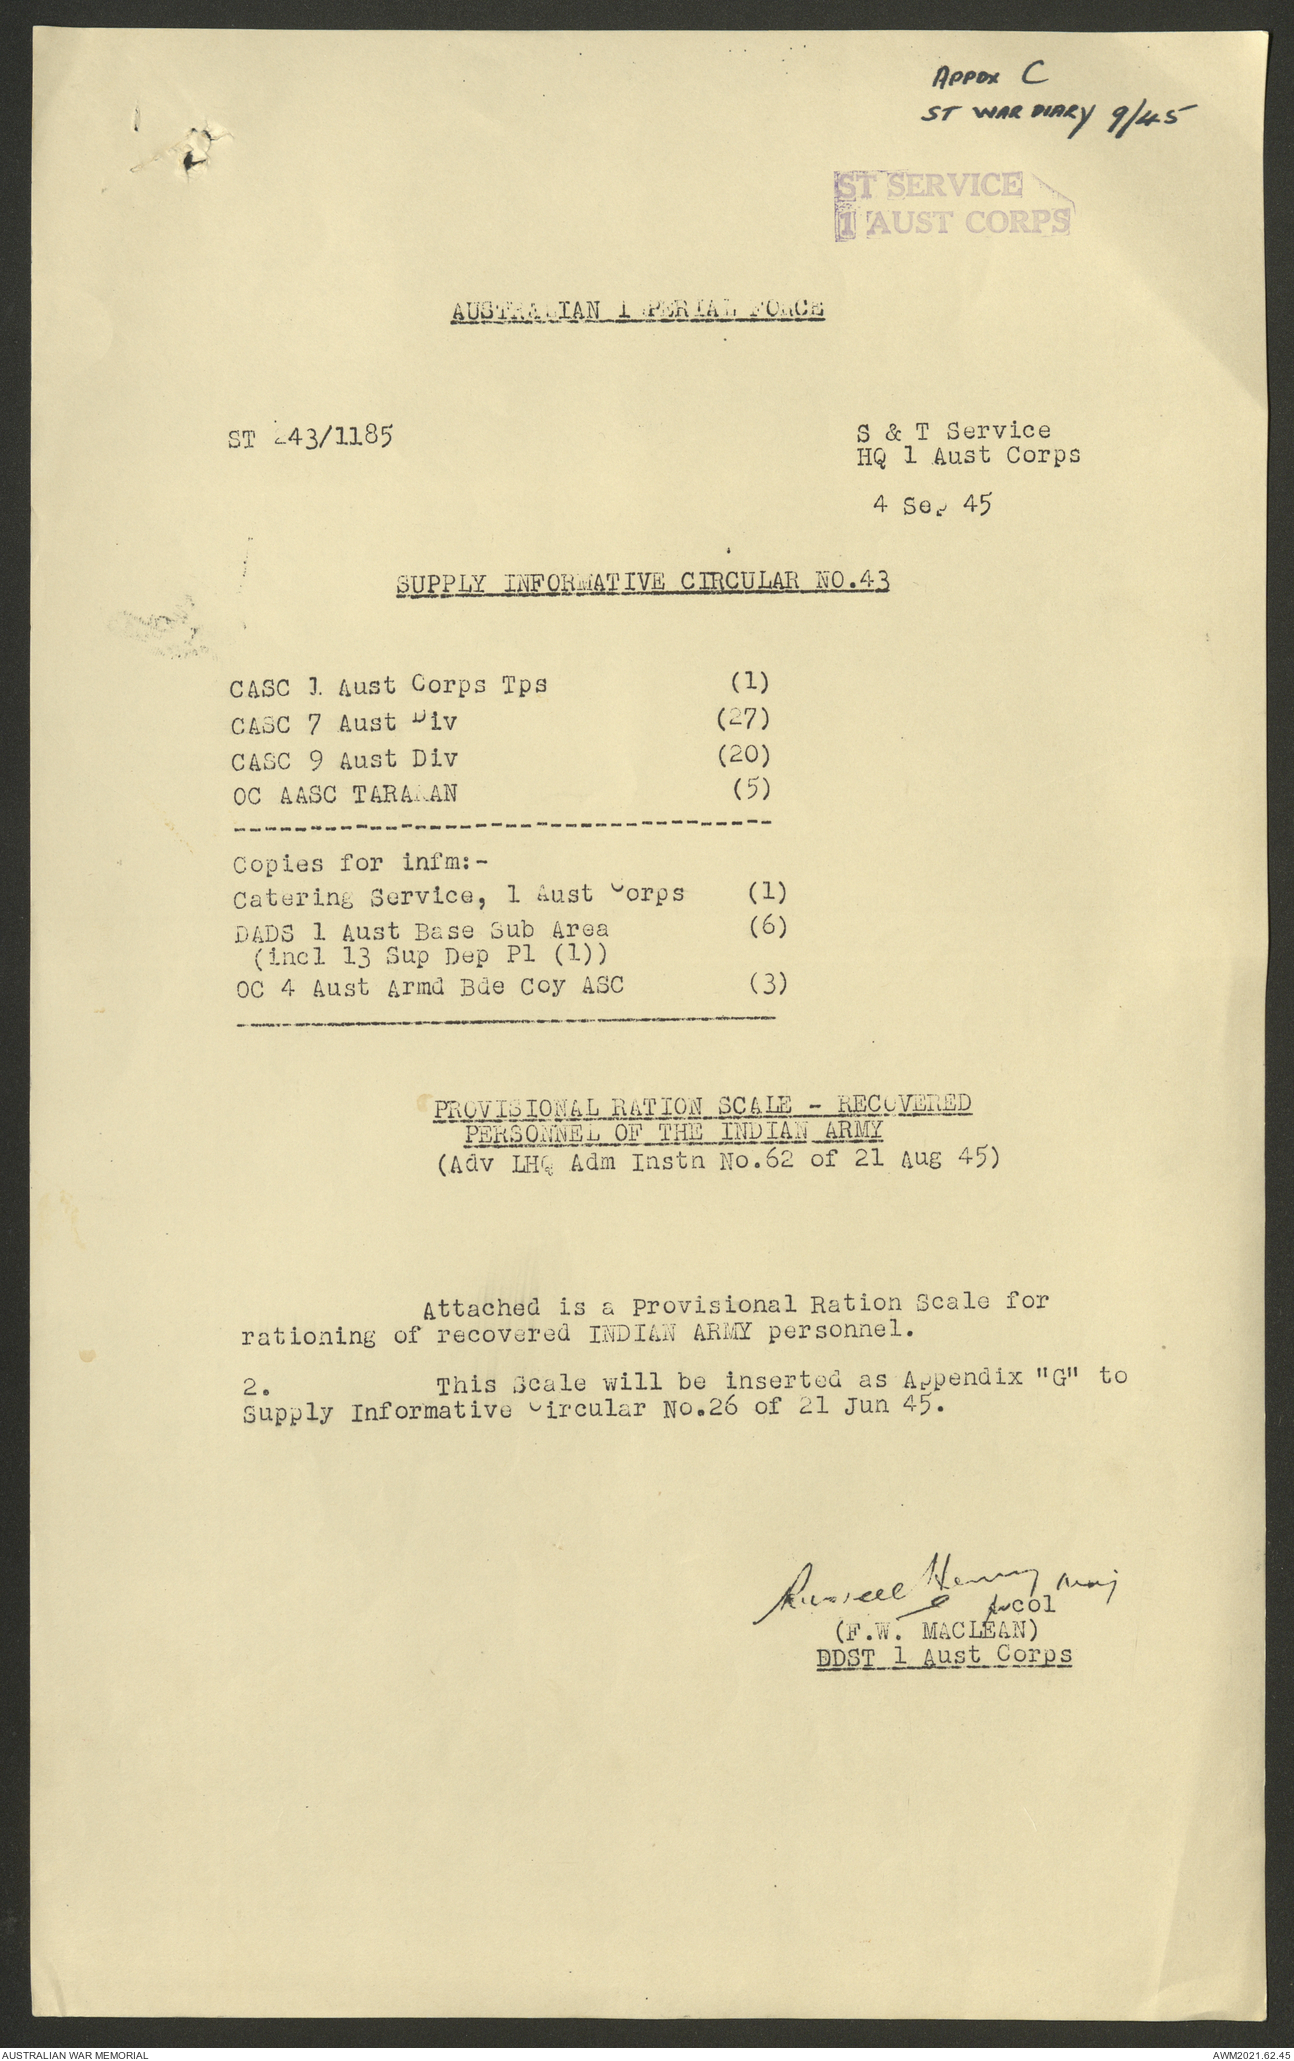 Appdx C
ST WAR DIARY 9/45
ST SERVICE
1 AUST CORPS
AUSTRALIAN IMPERIAL FORCE
ST 243/1185
S & T Service
HQ 1 Aust Corps
4 Sep 45
SUPPLY INFORMATIVE CIRCULAR NO.43
CASC 1 Aust Corps Tps (1)
CASC 7 Aust Div (27)
CASC 9 Aust Div (20)
OC AASC TARAKAN (5)
Copies for infm:-
Catering Service, 1 Aust Corps (1)
DADS 1 Aust Base Sub Area (6)
(incl 13 Sup Dep Pl (1))
OC 4 Aust Armd Bde Coy ASC (3)
PROVISIONAL RATION SCALE - RECOVERED
PERSONNEL OF THE INDIAN ARMY
(Adv LHQ Adm Instn No.62 of 21 Aug 45)
Attached is a Provisional Ration Scale for
rationing of recovered INDIAN ARMY personnel.
2. This Scale will be inserted as Appendix "G" to
Supply Informative Circular No.26 of 21 Jun 45.
Russell Henry Maj
col
(F.W. MACLEAN)
DDST 1 Aust Corps
AUSTRALIAN WAR MEMORIAL
AWM2021.62.45